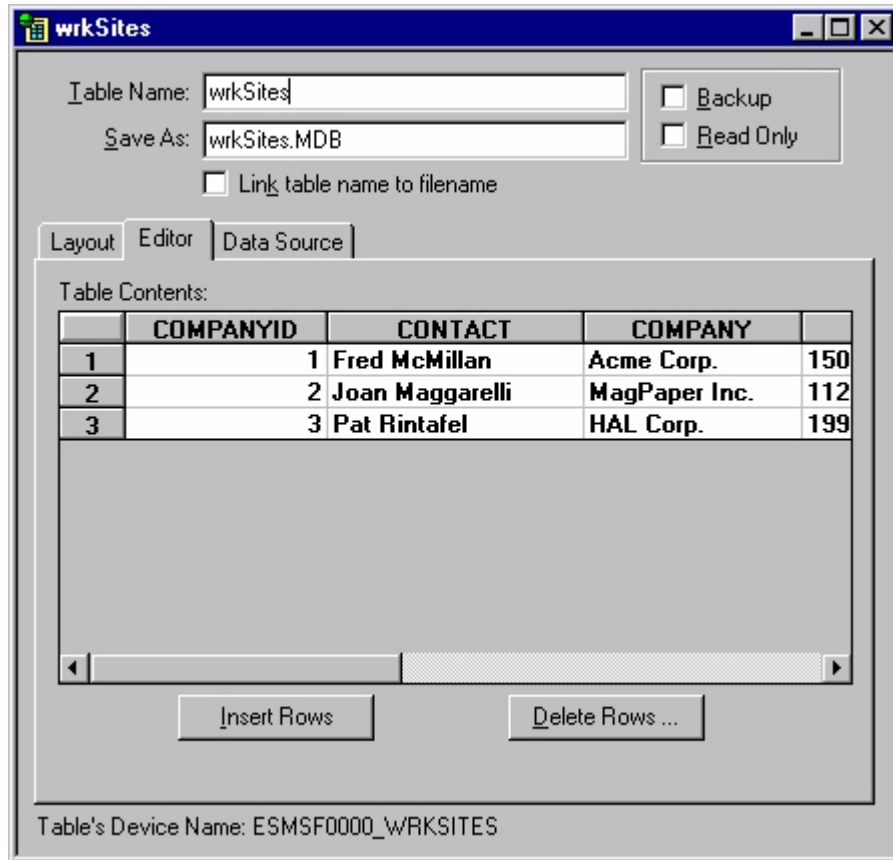 wrkSites
Table Name: wrkSites
Backup
Save As: wrkSites.MDB
Read Only
Link table name to filename
Layout Editor Data Source
Table Contents:
COMPANYID CONTACT COMPANY
1 1 Fred McMillan Acme Corp. 150
2 2 Joan Maggarelli MagPaper Inc. 112
3 3 Pat Rintafel HAL Corp. 199
Insert Rows Delete Rows ...
Table's Device Name: ESMSF0000_WRKSITES